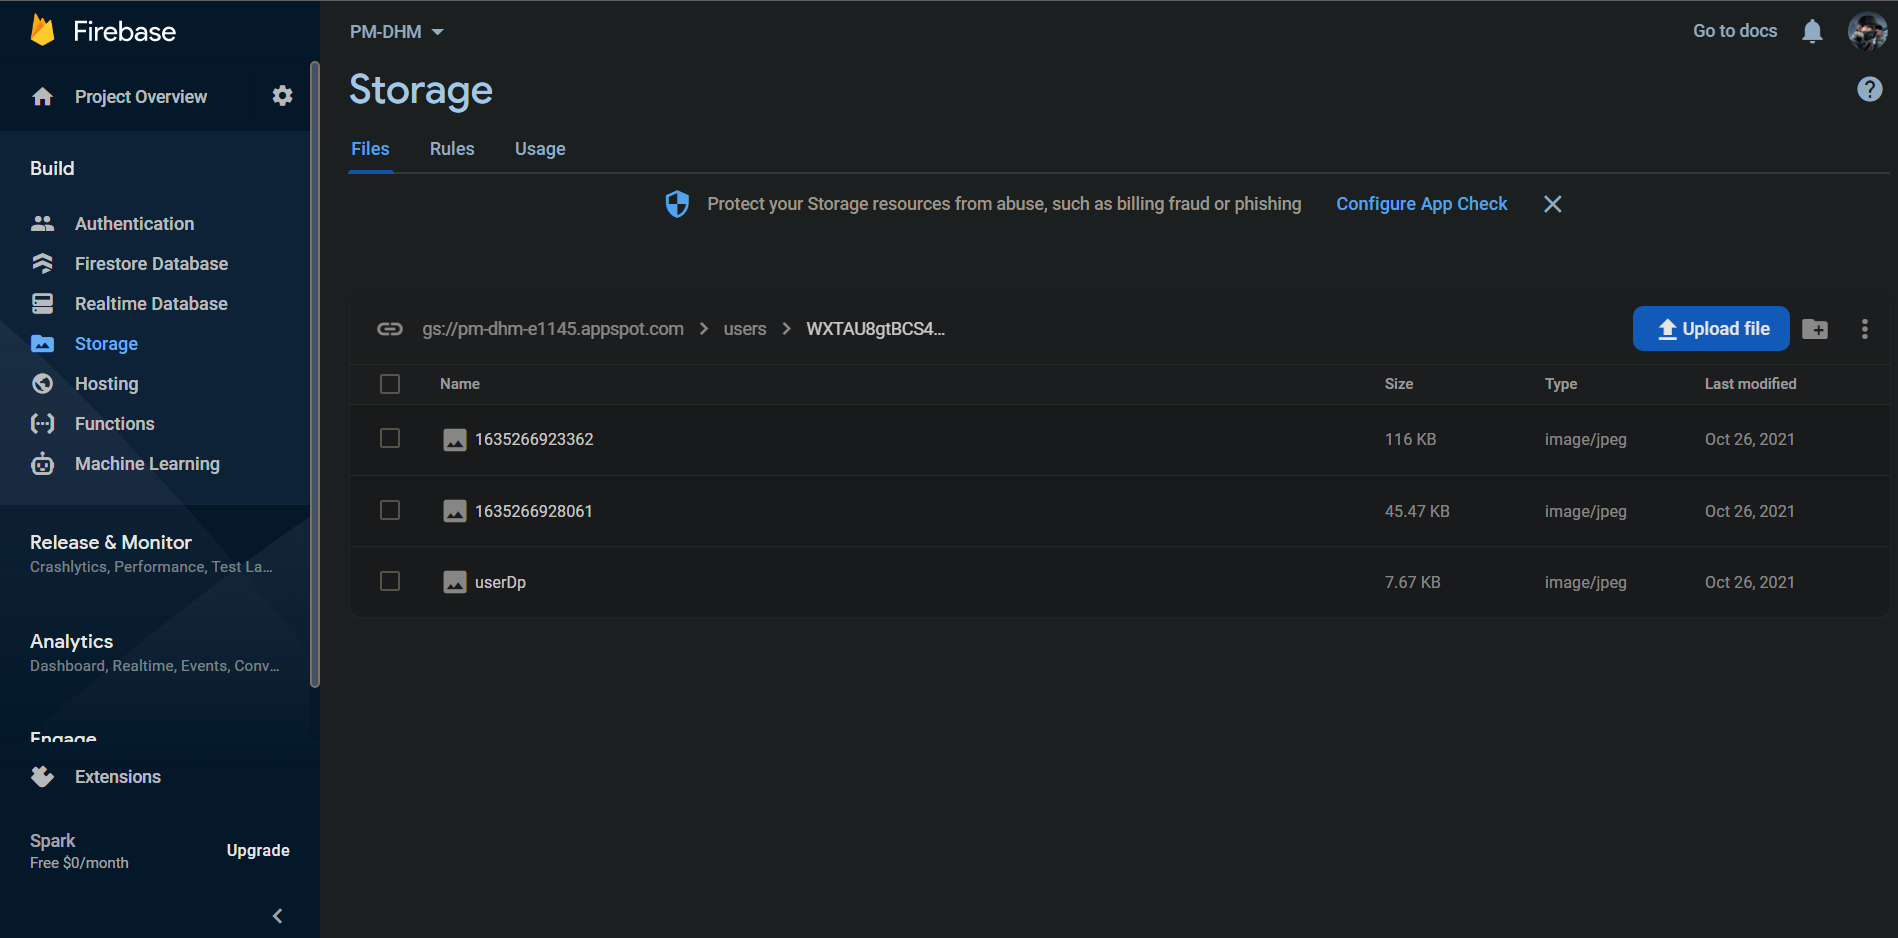 Firebase
Project Overview
Build
Authentication
Firestore Database
Realtime Database
Storage
Hosting
Functions
Machine Learning
Release & Monitor
Crashlytics, Performance, Test La...
Analytics
Dashboard, Realtime, Events, Conv...
Engage
Extensions
Spark
Free $0/month
Upgrade
PM-DHM
Go to docs
Storage
Files Rules Usage
Protect your Storage resources from abuse, such as billing fraud or phishing Configure App Check
gs://pm-dhm-e1145.appspot.com > users > WXTAU8gtBCS4...
Upload file
Name Size Type Last modified
1635266923362 116 KB image/jpeg Oct 26, 2021
1635266928061 45.47 KB image/jpeg Oct 26, 2021
userDp 7.67 KB image/jpeg Oct 26, 2021